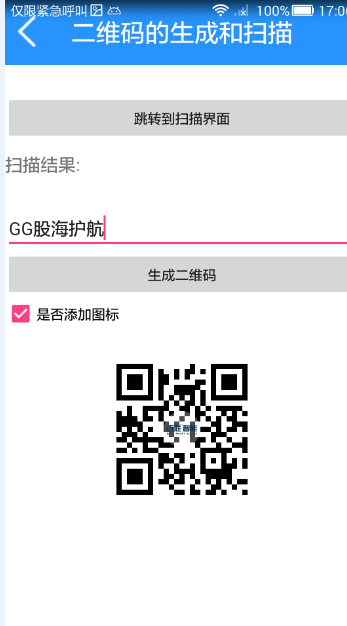 仅限紧急呼叫 100% 17:0
二维码的生成和扫描
跳转到扫描界面
扫描结果:
GG股海护航
生成二维码
是否添加图标